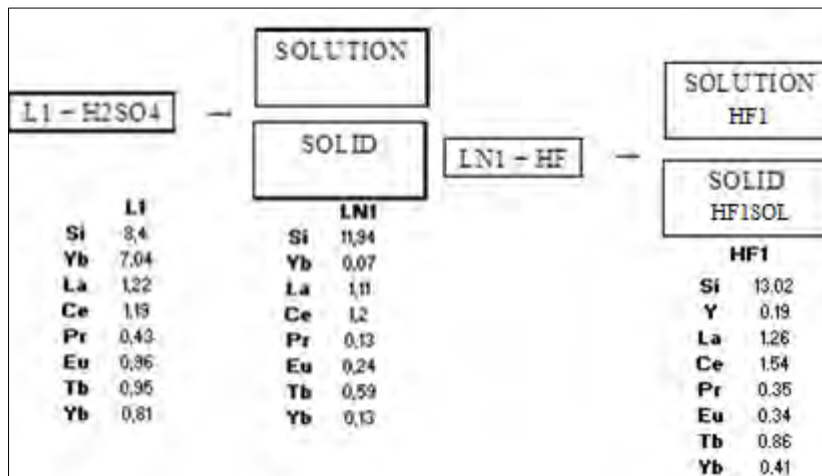 L1 – H2SO4
→
SOLUTION
SOLID
LN1 – HF
→
SOLUTION
HF1
SOLID
HF1SOL
L1
Si 8,4
Yb 7,04
La 1,22
Ce 1,19
Pr 0,43
Eu 0,96
Tb 0,95
Yb 0,81
LN1
Si 11,94
Yb 0,07
La 1,11
Ce 1,2
Pr 0,13
Eu 0,24
Tb 0,59
Yb 0,13
HF1
Si 13.02
Y 0.19
La 1.26
Ce 1.54
Pr 0.35
Eu 0.34
Tb 0.86
Yb 0.41